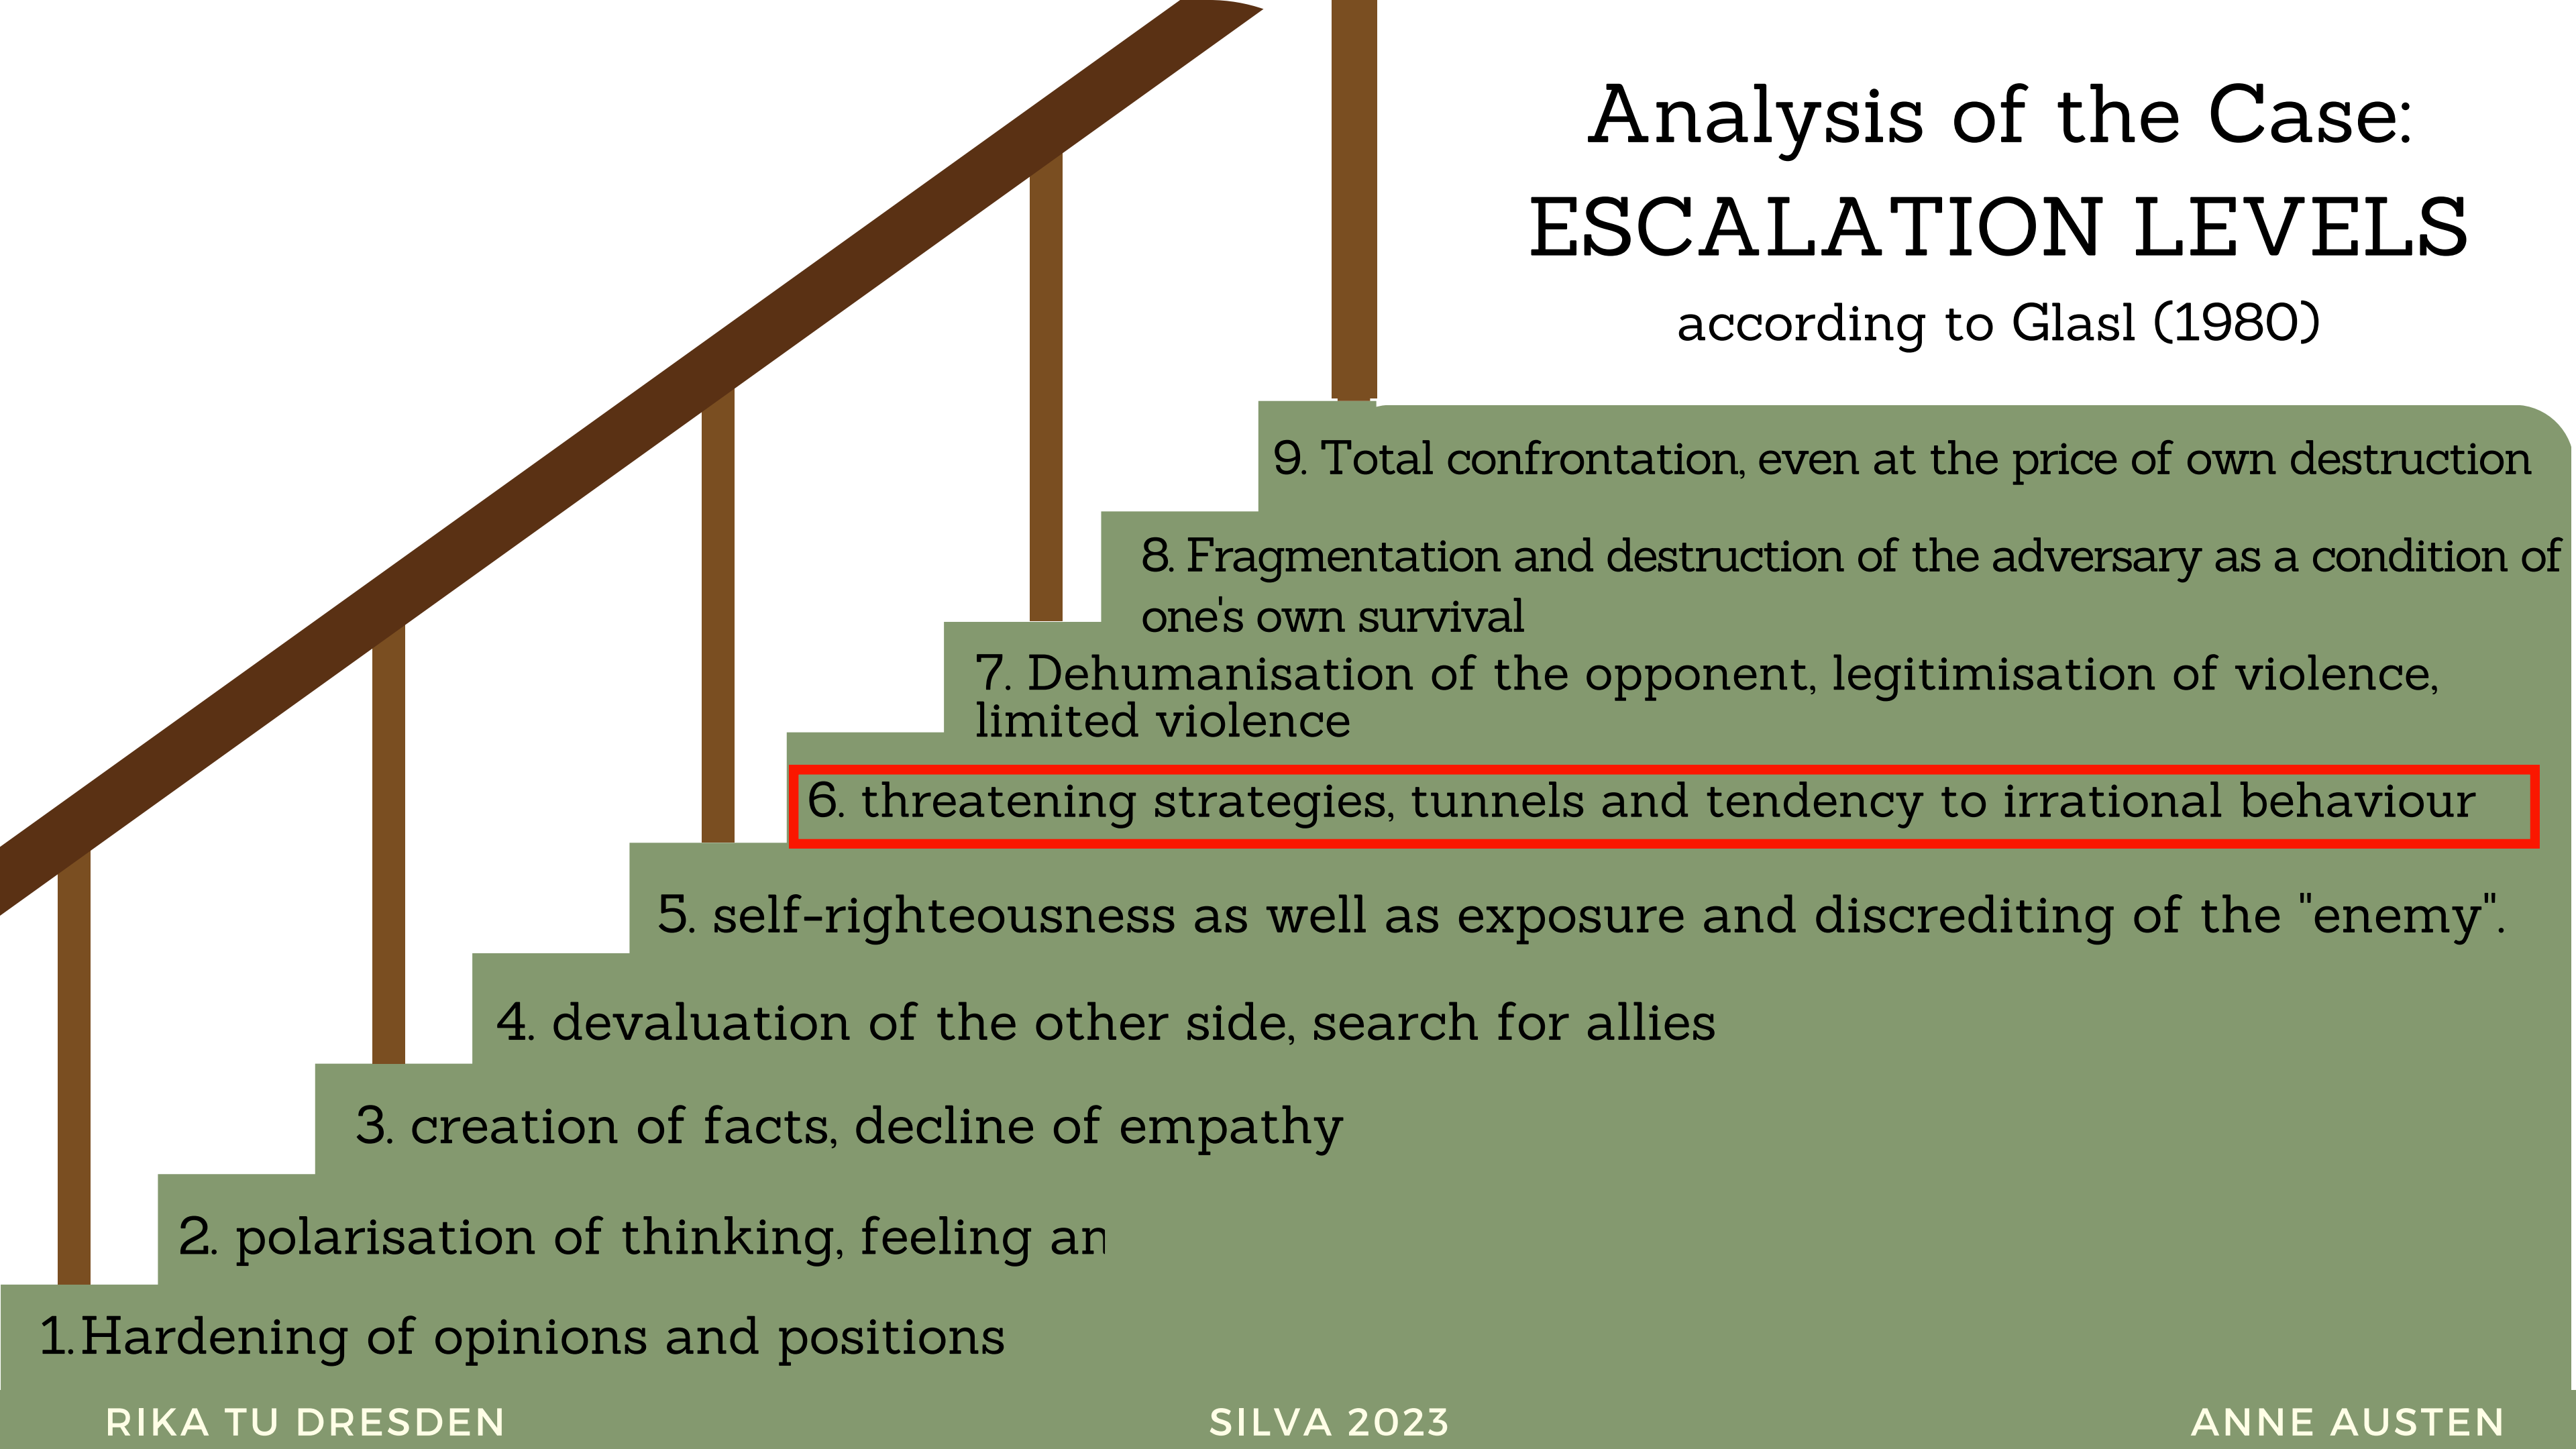 Analysis of the Case:
ESCALATION LEVELS
according to Glasl (1980)
9. Total confrontation, even at the price of own destruction
8. Fragmentation and destruction of the adversary as a condition of
one's own survival
7. Dehumanisation of the opponent, legitimisation of violence,
limited violence
6. threatening strategies, tunnels and tendency to irrational behaviour
5. self-righteousness as well as exposure and discrediting of the "enemy".
4. devaluation of the other side, search for allies
3. creation of facts, decline of empathy
2. polarisation of thinking, feeling an
1.Hardening of opinions and positions
RIKA TU DRESDEN
SILVA 2023
ANNE AUSTEN